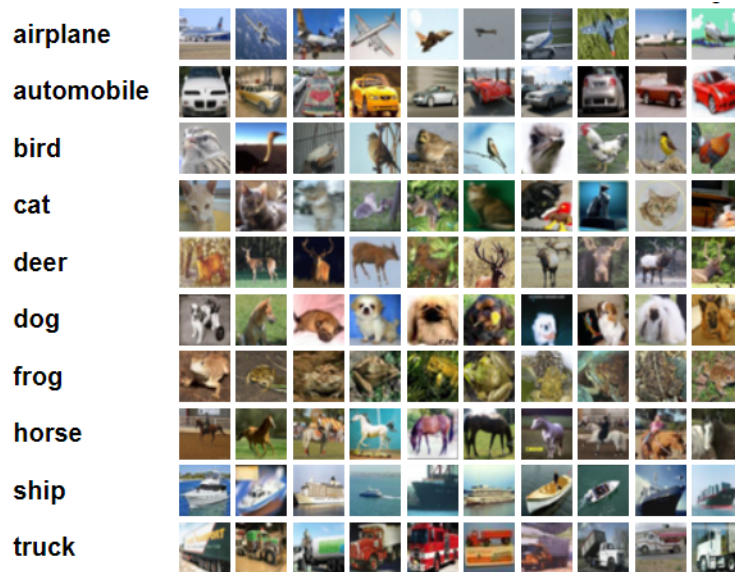 airplane
automobile
bird
cat
deer
dog
frog
horse
ship
truck